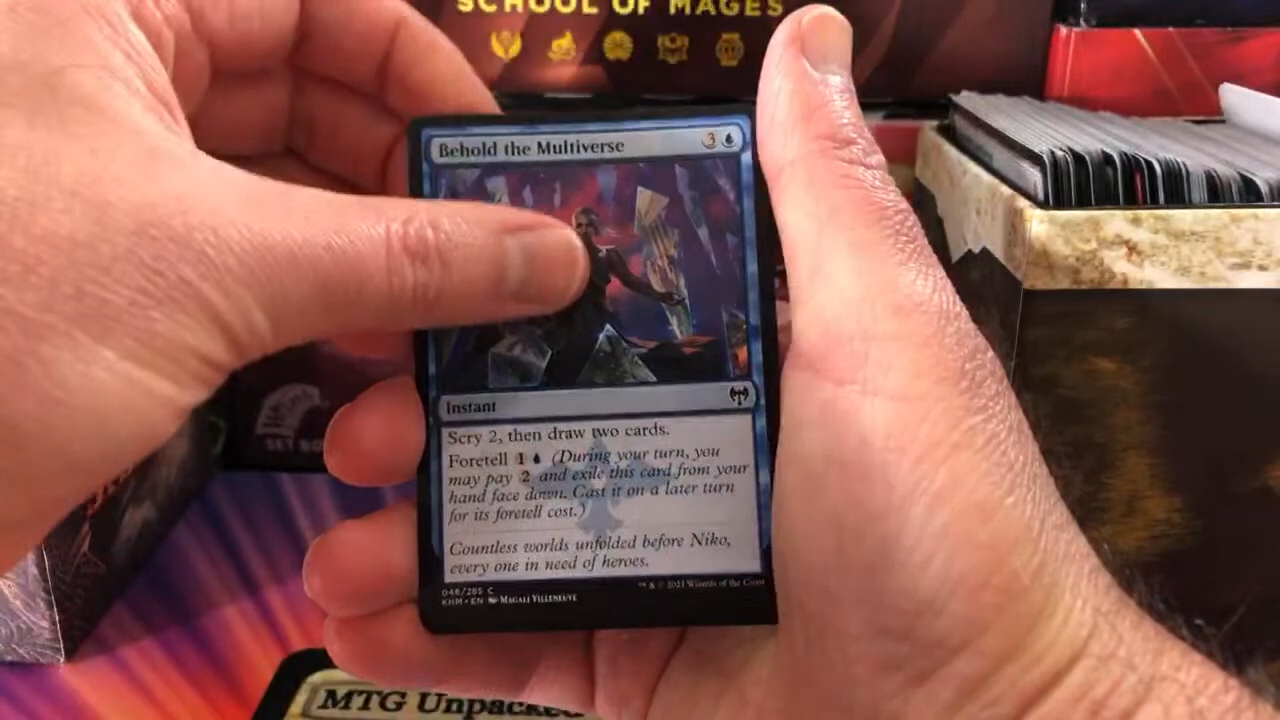 SCHOOL OF MAGES
Behold the Multiverse 3
Instant
Scry 2, then draw two cards.
Foretell 1 (During your turn, you
may pay 2 and exile this card from your
hand face down. Cast it on a later turn
for its foretell cost.)
Countless worlds unfolded before Niko,
every one in need of heroes.
046/285 C
KHM • EN MAGALI VILLENEUVE
™ & © 2021 Wizards of the Coast
SET BO
MTG Unpacked